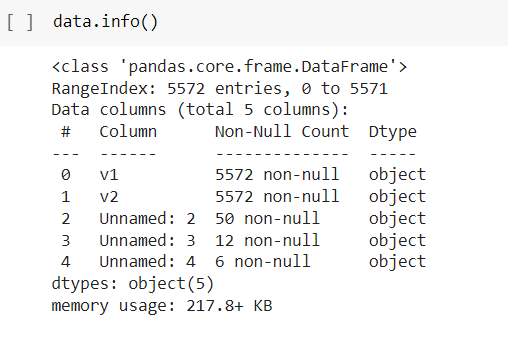 [ ] data.info()
<class 'pandas.core.frame.DataFrame'>
RangeIndex: 5572 entries, 0 to 5571
Data columns (total 5 columns):
 #   Column      Non-Null Count  Dtype
---  ------      --------------  -----
 0   v1          5572 non-null   object
 1   v2          5572 non-null   object
 2   Unnamed: 2  50 non-null     object
 3   Unnamed: 3  12 non-null     object
 4   Unnamed: 4  6 non-null      object
dtypes: object(5)
memory usage: 217.8+ KB